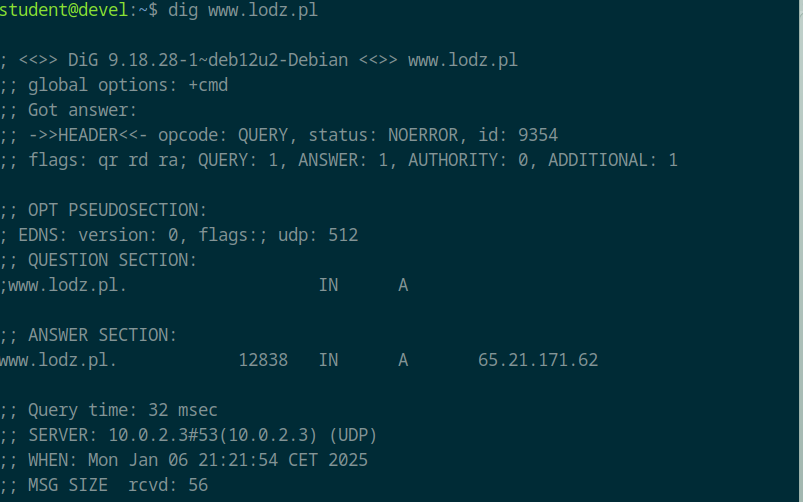 student@devel:~$ dig www.lodz.pl
; <<>> DiG 9.18.28-1~deb12u2-Debian <<>> www.lodz.pl
;; global options: +cmd
;; Got answer:
;; ->>HEADER<<- opcode: QUERY, status: NOERROR, id: 9354
;; flags: qr rd ra; QUERY: 1, ANSWER: 1, AUTHORITY: 0, ADDITIONAL: 1
;; OPT PSEUDOSECTION:
; EDNS: version: 0, flags:; udp: 512
;; QUESTION SECTION:
;www.lodz.pl. IN A
;; ANSWER SECTION:
www.lodz.pl. 12838 IN A 65.21.171.62
;; Query time: 32 msec
;; SERVER: 10.0.2.3#53(10.0.2.3) (UDP)
;; WHEN: Mon Jan 06 21:21:54 CET 2025
;; MSG SIZE rcvd: 56